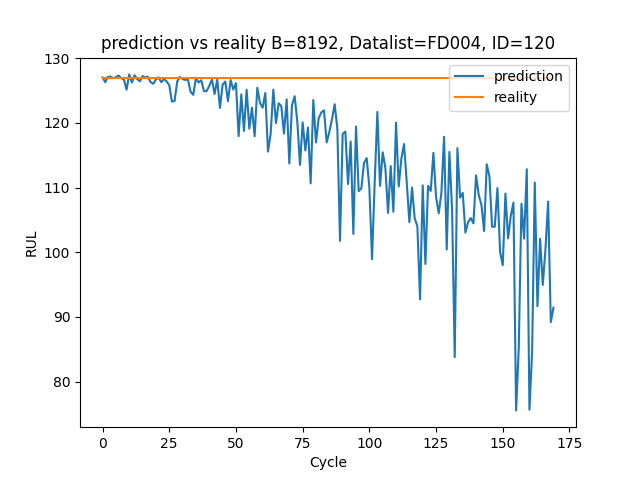 prediction vs reality B=8192, Datalist=FD004, ID=120
prediction
reality
RUL
130
120
110
100
90
80
0 25 50 75 100 125 150 175
Cycle